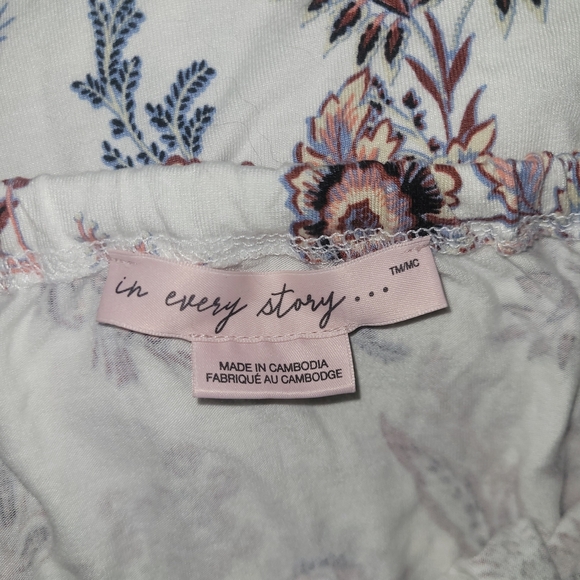 in every story...
TM/MC
MADE IN CAMBODIA
FABRIQUÉ AU CAMBODGE